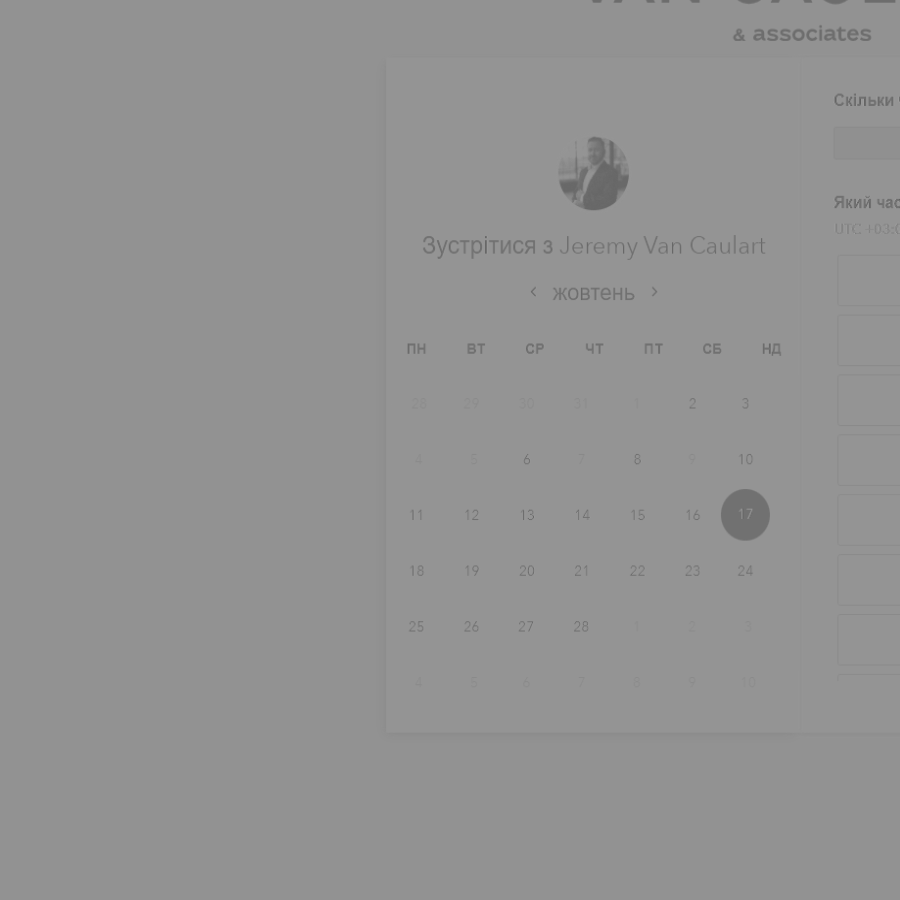 & associates
Зустрітися з Jeremy Van Caulart
‹ жовтень ›
ПН ВТ СР ЧТ ПТ СБ НД
28 29 30 31 1 2 3
4 5 6 7 8 9 10
11 12 13 14 15 16 17
18 19 20 21 22 23 24
25 26 27 28 1 2 3
4 5 6 7 8 9 10
Скільки
Який час
UTC +03:0